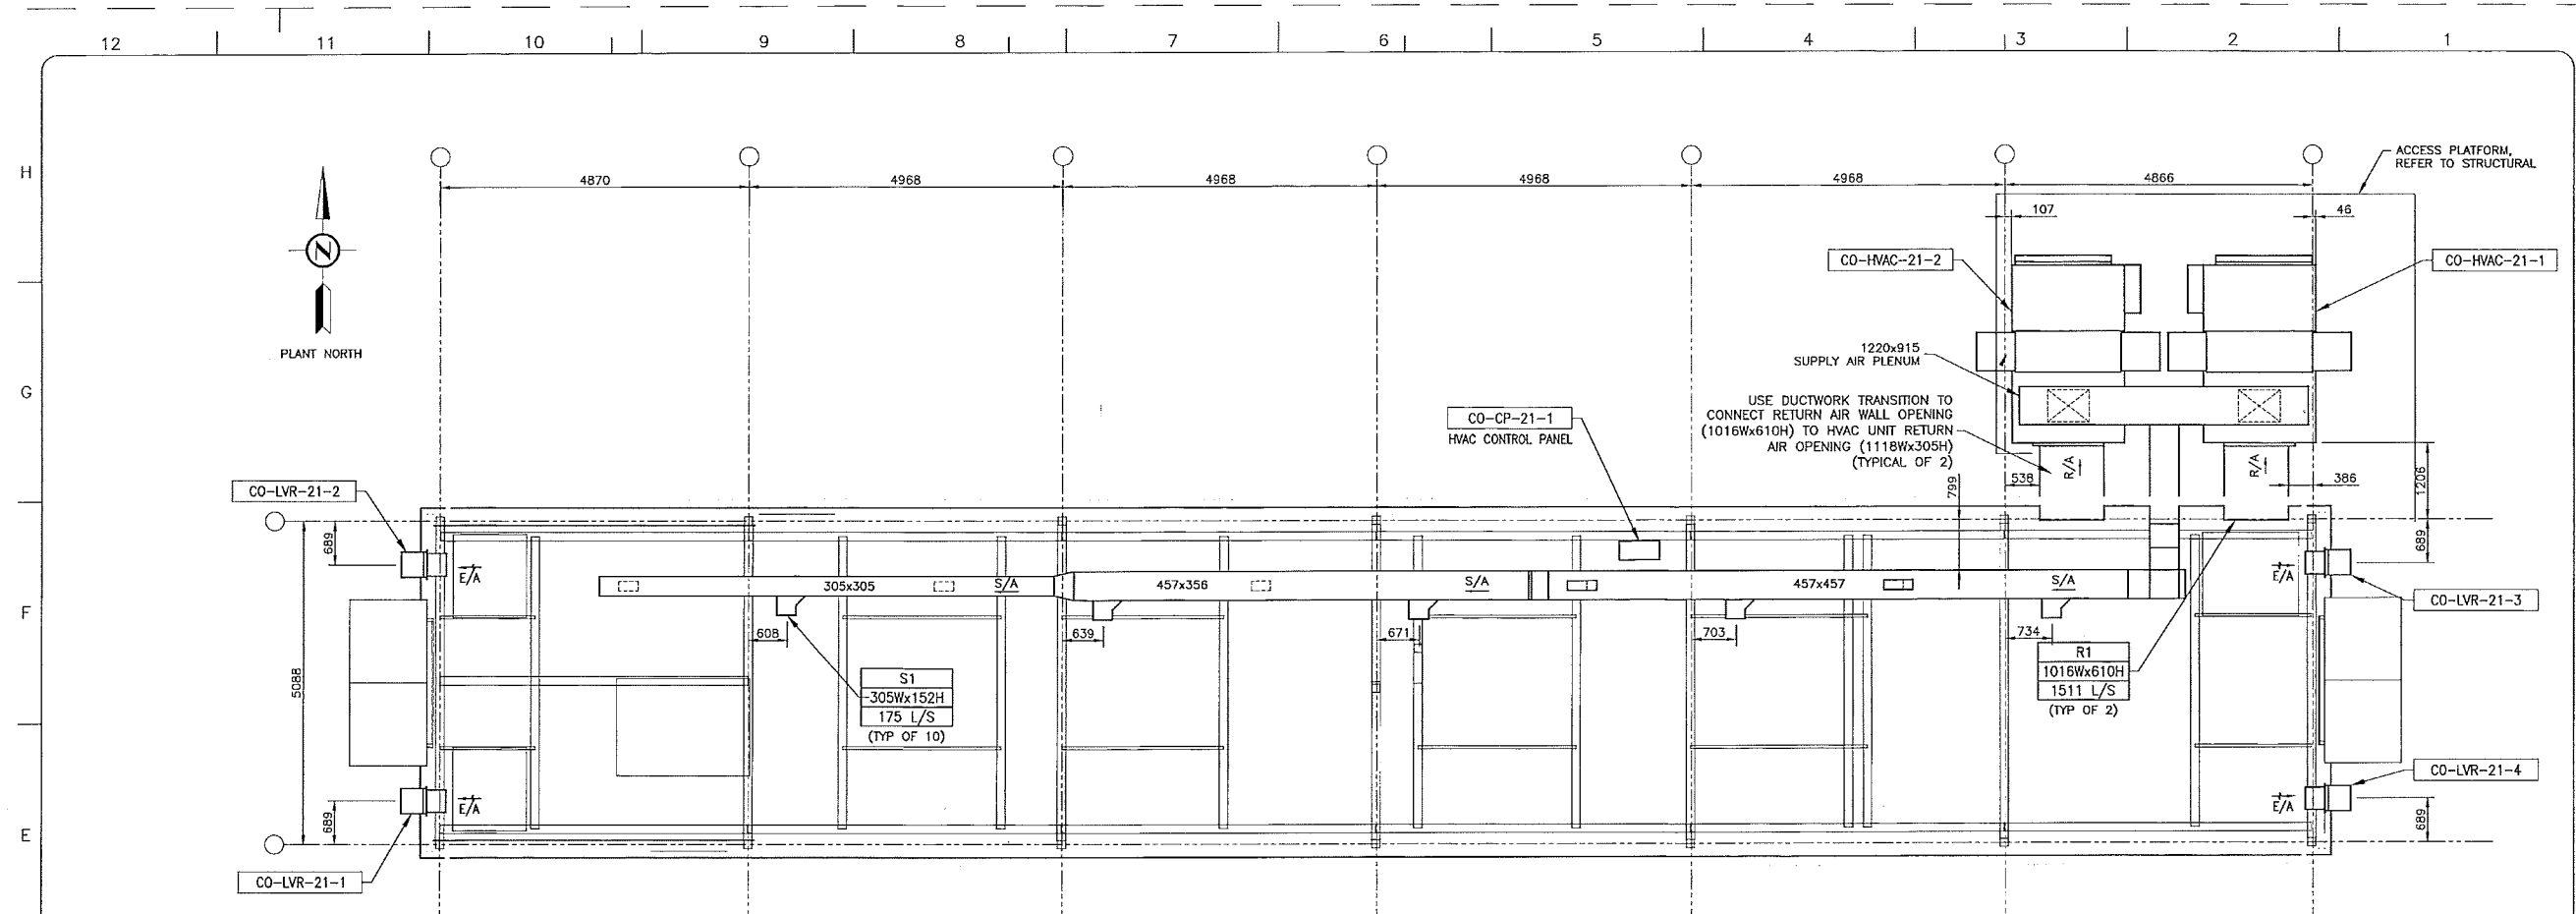 12 11 10 9 8 7 6 5 4 3 2 1
H
G
F
E
N
PLANT NORTH
4870 4968 4968 4968 4968 4866
ACCESS PLATFORM,
REFER TO STRUCTURAL
107
46
CO-HVAC-21-2
CO-HVAC-21-1
1220x915
SUPPLY AIR PLENUM
USE DUCTWORK TRANSITION TO
CONNECT RETURN AIR WALL OPENING
(1016Wx610H) TO HVAC UNIT RETURN
AIR OPENING (1118Wx305H)
(TYPICAL OF 2)
CO-CP-21-1
HVAC CONTROL PANEL
R/A
R/A
538
386
1206
799
CO-LVR-21-2
689
E/A
305x305
S/A
457x356
S/A
457x457
S/A
E/A
689
CO-LVR-21-3
608
639
671
703
734
5088
S1
305Wx152H
175 L/S
(TYP OF 10)
R1
1016Wx610H
1511 L/S
(TYP OF 2)
689
E/A
E/A
689
CO-LVR-21-4
CO-LVR-21-1